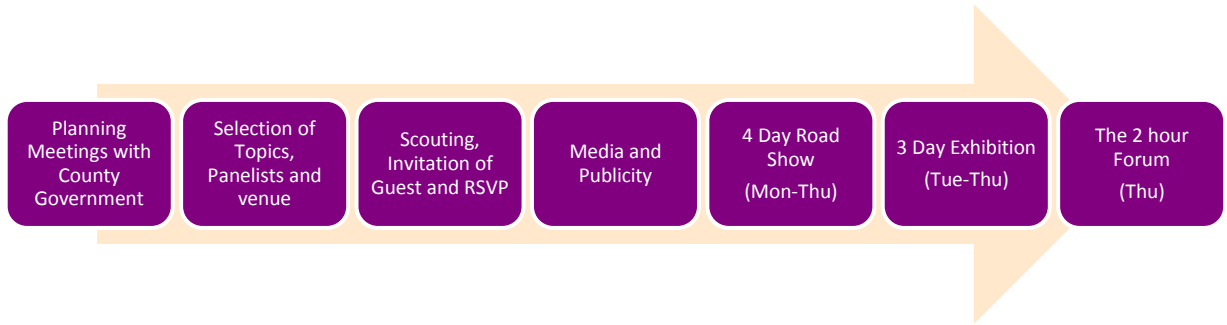 Planning
Meetings with
County
Government
Selection of
Topics,
Panelists and
venue
Scouting,
Invitation of
Guest and RSVP
Media and
Publicity
4 Day Road
Show
(Mon-Thu)
3 Day Exhibition
(Tue-Thu)
The 2 hour
Forum
(Thu)